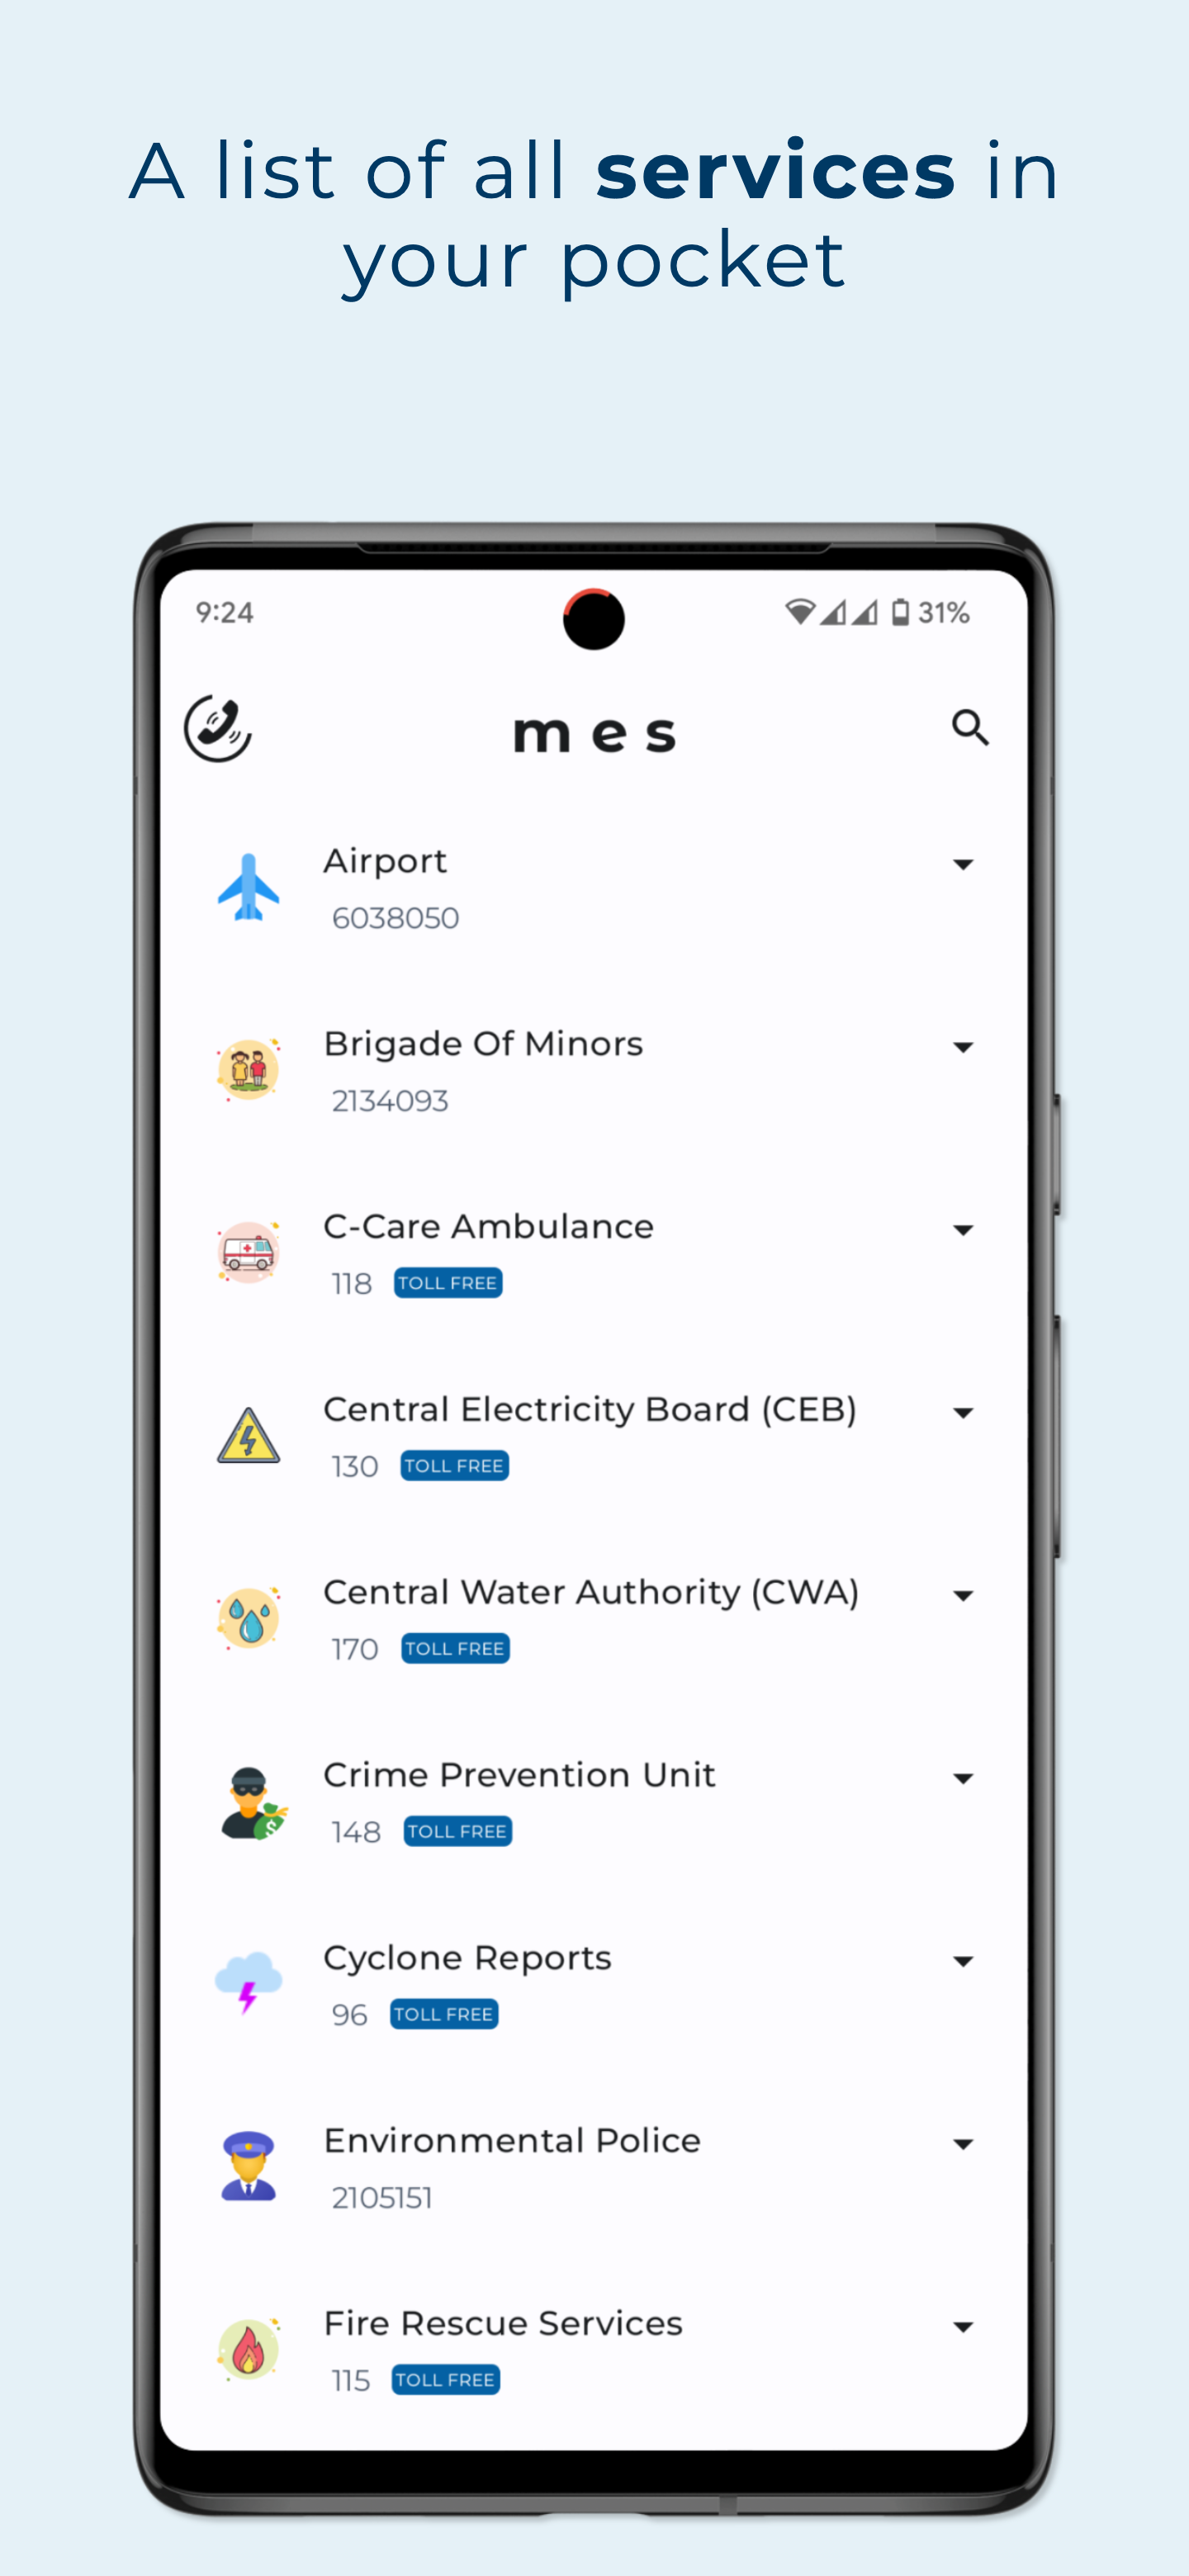 A list of all services in
your pocket
9:24
31%
mes
Airport
6038050
Brigade Of Minors
2134093
C-Care Ambulance
118 TOLL FREE
Central Electricity Board (CEB)
130 TOLL FREE
Central Water Authority (CWA)
170 TOLL FREE
Crime Prevention Unit
148 TOLL FREE
Cyclone Reports
96 TOLL FREE
Environmental Police
2105151
Fire Rescue Services
115 TOLL FREE